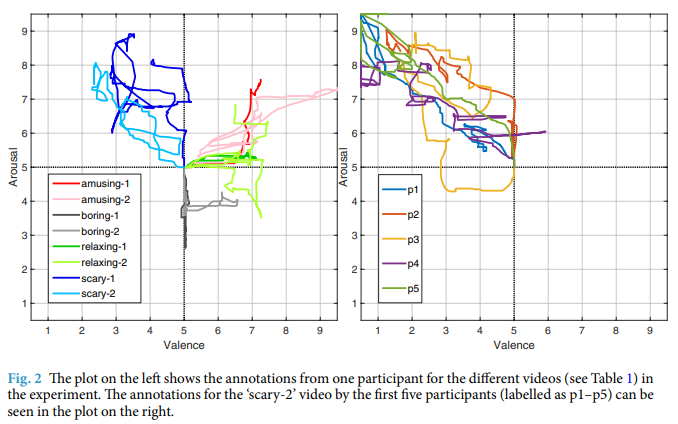 9
8
7
6
5
4
3
2
1
Arousal
amusing-1
amusing-2
boring-1
boring-2
relaxing-1
relaxing-2
scary-1
scary-2
1 2 3 4 5 6 7 8 9
Valence
9
8
7
6
5
4
3
2
1
Arousal
p1
p2
p3
p4
p5
1 2 3 4 5 6 7 8 9
Valence
Fig. 2 The plot on the left shows the annotations from one participant for the different videos (see Table 1) in
the experiment. The annotations for the ‘scary-2’ video by the first five participants (labelled as p1–p5) can be
seen in the plot on the right.